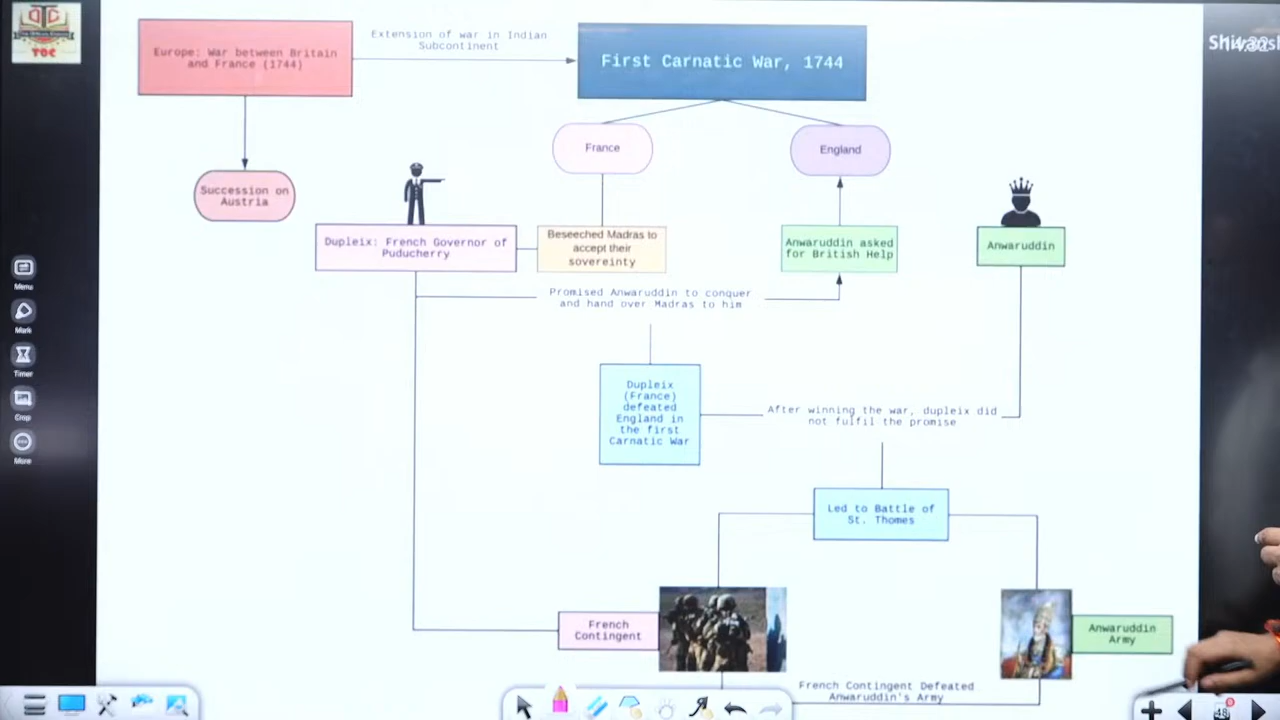 TOC
Europe: War between Britain
and France (1744)
Extension of war in Indian
Subcontinent
First Carnatic War, 1744
France
England
Succession on
Austria
Dupleix: French Governor of
Puducherry
Beseeched Madras to
accept their
sovereinty
Anwaruddin asked
for British Help
Anwaruddin
Promised Anwaruddin to conquer
and hand over Madras to him
Dupleix
(France)
defeated
England in
the first
Carnatic War
After winning the war, dupleix did
not fulfil the promise
Led to Battle of
St. Thomes
French
Contingent
Anwaruddin
Army
French Contingent Defeated
Anwaruddin's Army
Menu
Mark
Timer
Crop
More
48